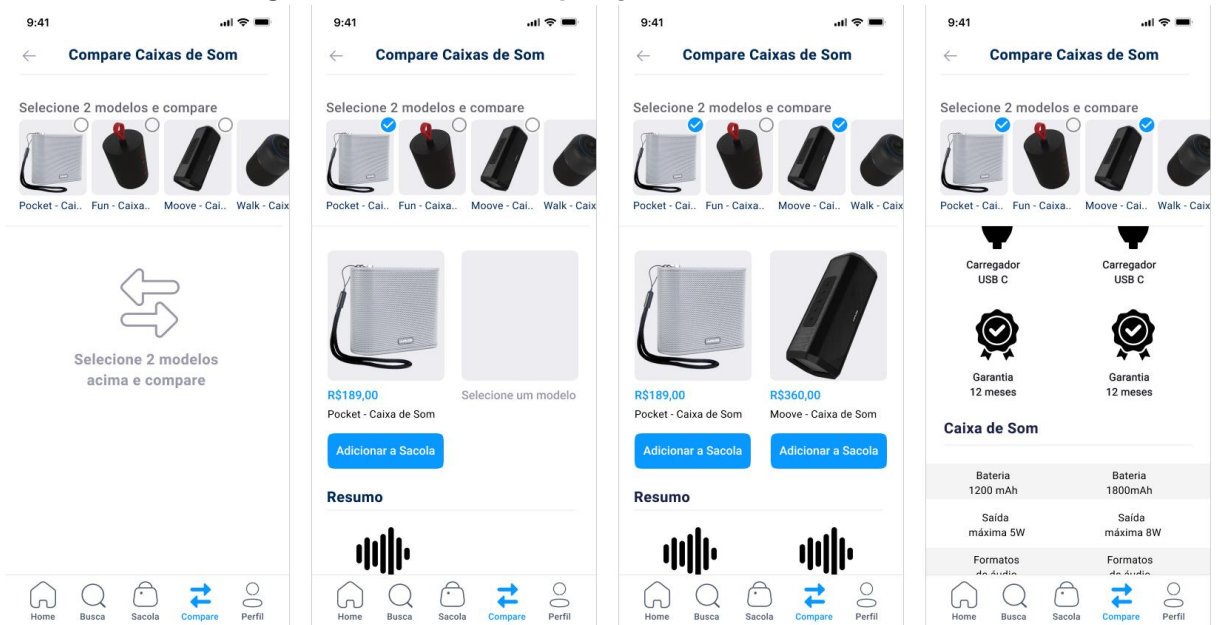 9:41
Compare Caixas de Som
Selecione 2 modelos e compare
Pocket - Cai.. Fun - Caixa.. Moove - Cai.. Walk - Caix
Selecione 2 modelos
acima e compare
Home Busca Sacola Compare Perfil
9:41
Compare Caixas de Som
Selecione 2 modelos e compare
Pocket - Cai.. Fun - Caixa.. Moove - Cai.. Walk - Caix
R$189,00 Selecione um modelo
Pocket - Caixa de Som
Adicionar a Sacola
Resumo
Home Busca Sacola Compare Perfil
9:41
Compare Caixas de Som
Selecione 2 modelos e compare
Pocket - Cai.. Fun - Caixa.. Moove - Cai.. Walk - Caix
R$189,00 R$360,00
Pocket - Caixa de Som Moove - Caixa de Som
Adicionar a Sacola Adicionar a Sacola
Resumo
Home Busca Sacola Compare Perfil
9:41
Compare Caixas de Som
Selecione 2 modelos e compare
Pocket - Cai.. Fun - Caixa.. Moove - Cai.. Walk - Caix
Carregador Carregador
USB C USB C
Garantia Garantia
12 meses 12 meses
Caixa de Som
Bateria Bateria
1200 mAh 1800mAh
Saída Saída
máxima 5W máxima 8W
Formatos Formatos
de áudio de áudio
Home Busca Sacola Compare Perfil